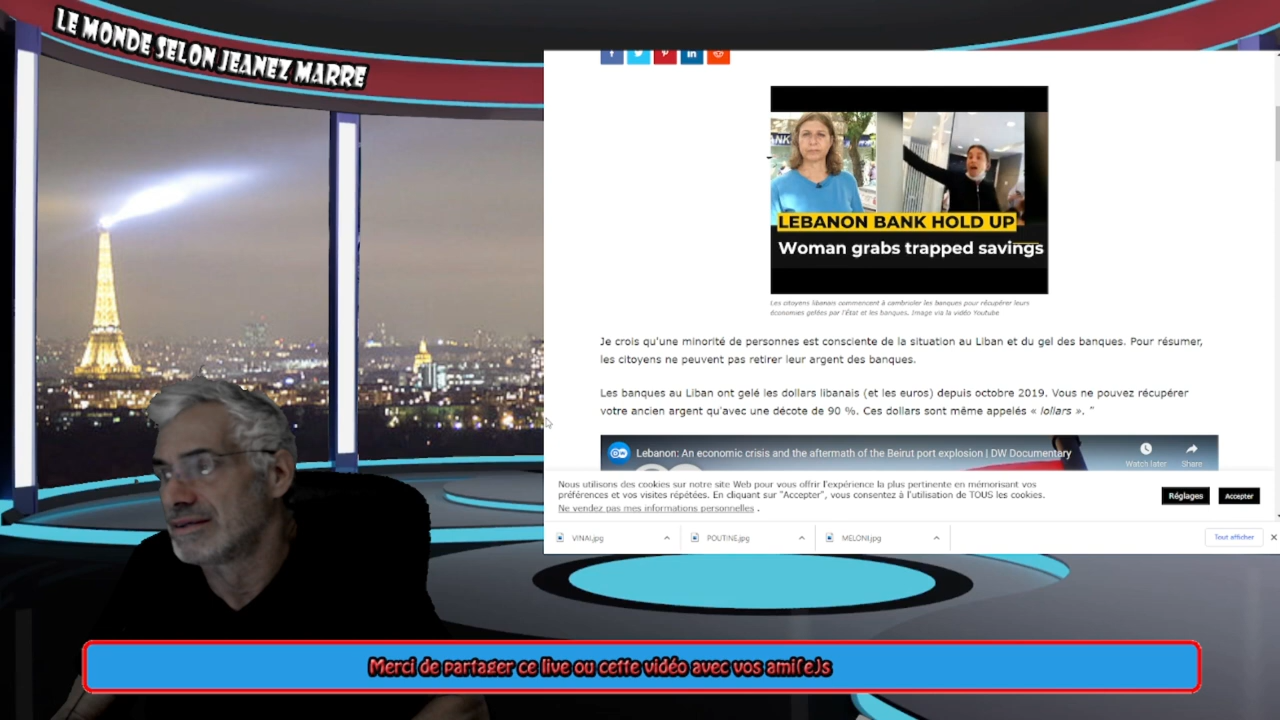 LE MONDE SELON JEANEZ MARRE
BANK
LEBANON BANK HOLD UP
Woman grabs trapped savings
Les citoyens libanais commencent à cambrioler les banques pour récupérer leurs
économies gelées par l'État et les banques. Image via la vidéo Youtube
Je crois qu'une minorité de personnes est consciente de la situation au Liban et du gel des banques. Pour résumer,
les citoyens ne peuvent pas retirer leur argent des banques.
Les banques au Liban ont gelé les dollars libanais (et les euros) depuis octobre 2019. Vous ne pouvez récupérer
votre ancien argent qu'avec une décote de 90 %. Ces dollars sont même appelés « lollars ». "
DW Lebanon: An economic crisis and the aftermath of the Beirut port explosion | DW Documentary
Watch later Share
Nous utilisons des cookies sur notre site Web pour vous offrir l'expérience la plus pertinente en mémorisant vos
préférences et vos visites répétées. En cliquant sur "Accepter", vous consentez à l'utilisation de TOUS les cookies.
Ne vendez pas mes informations personnelles .
Réglages Accepter
VINAI.jpg POUTINE.jpg MELONI.jpg Tout afficher
Merci de partager ce live ou cette vidéo avec vos ami(e)s